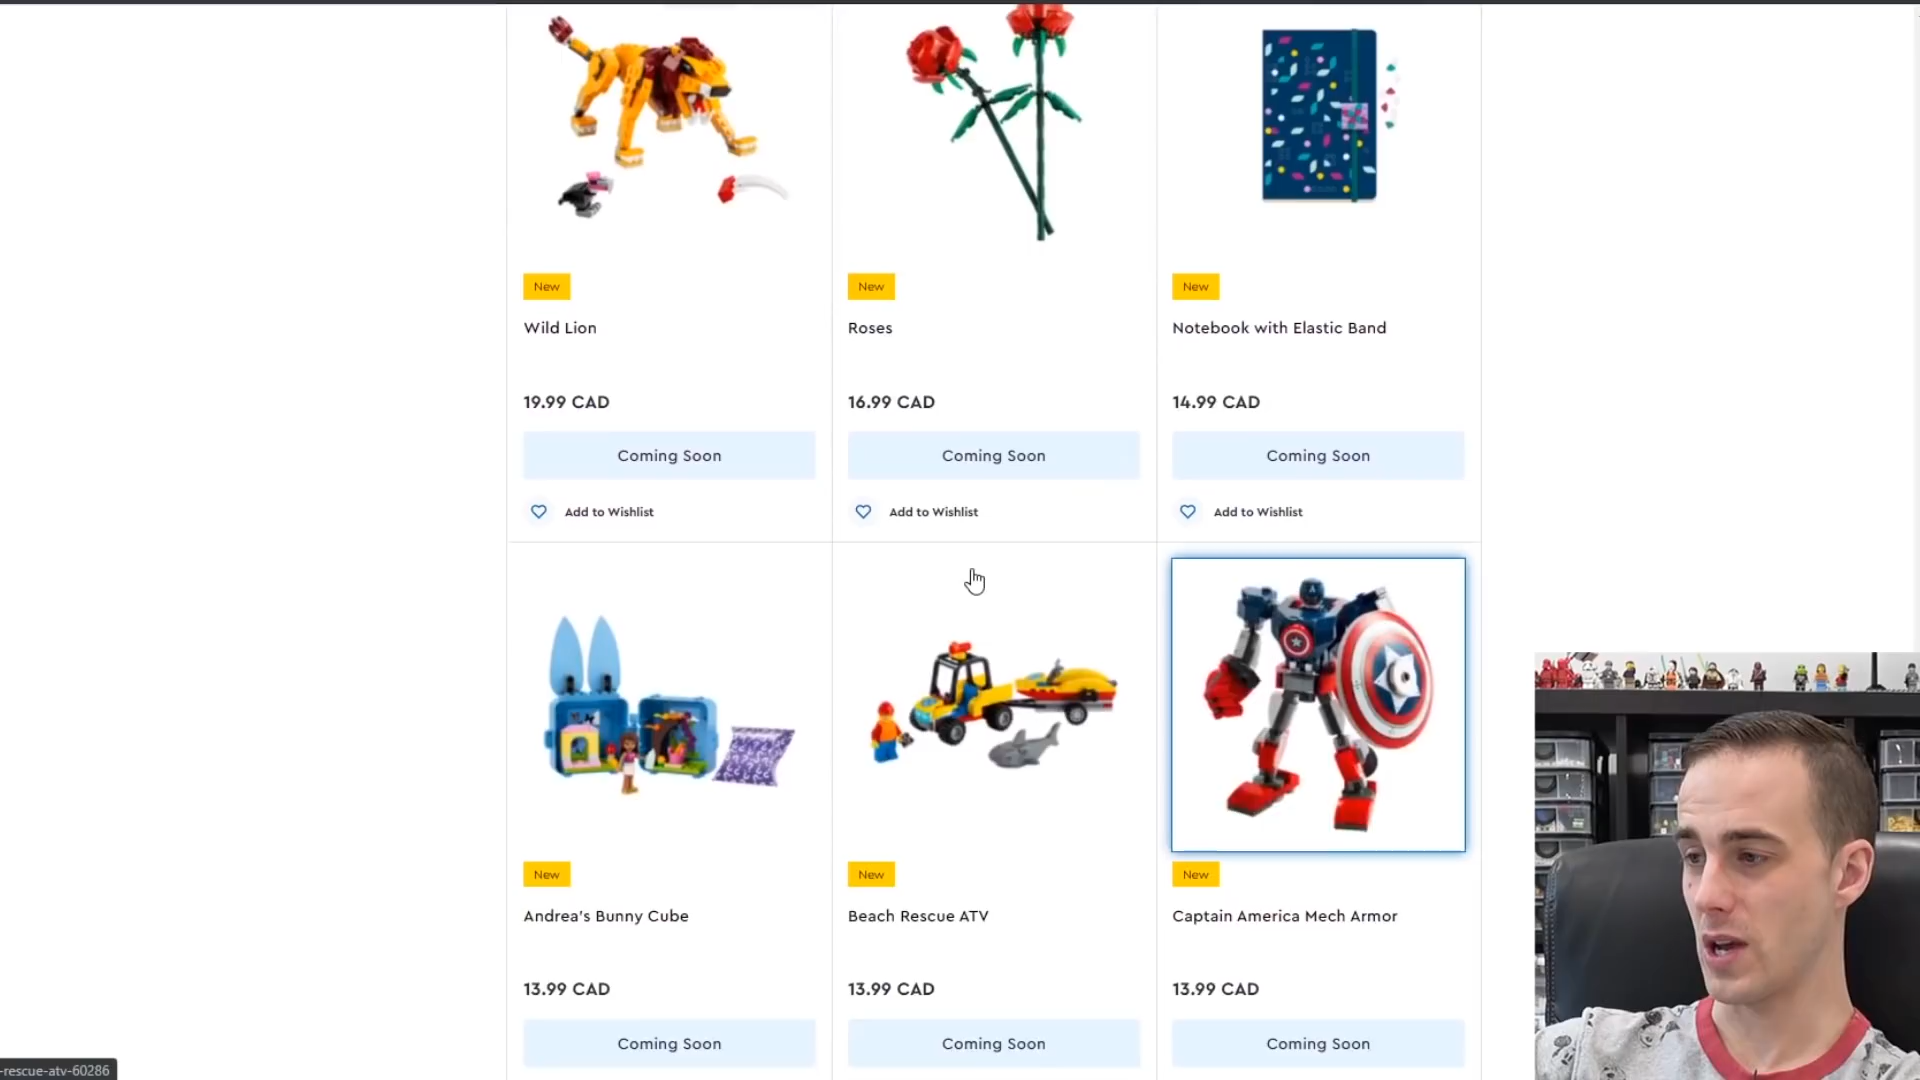 New
New
New
Wild Lion
Roses
Notebook with Elastic Band
19.99 CAD
16.99 CAD
14.99 CAD
Coming Soon
Coming Soon
Coming Soon
Add to Wishlist
Add to Wishlist
Add to Wishlist
New
New
New
Andrea's Bunny Cube
Beach Rescue ATV
Captain America Mech Armor
13.99 CAD
13.99 CAD
13.99 CAD
Coming Soon
Coming Soon
Coming Soon
-rescue-atv-60286